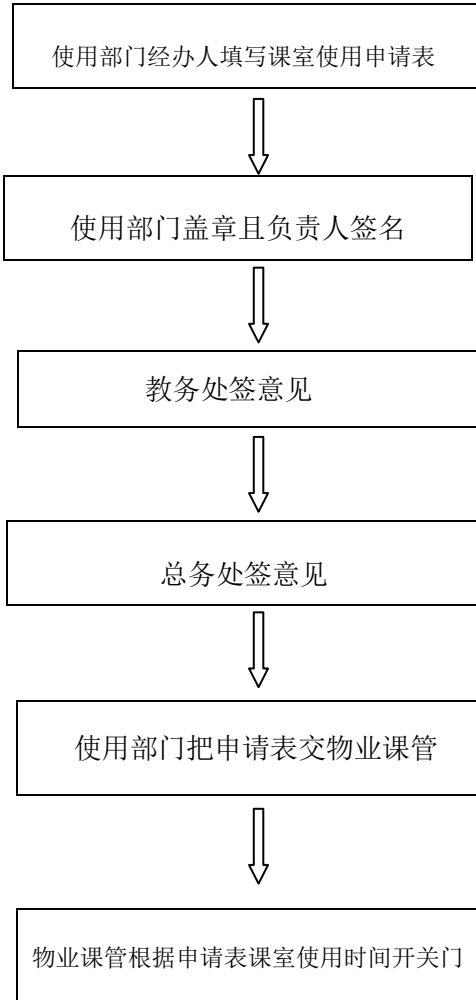 使用部门经办人填写课室使用申请表
使用部门盖章且负责人签名
教务处签意见
总务处签意见
使用部门把申请表交物业课管
物业课管根据申请表课室使用时间开关门